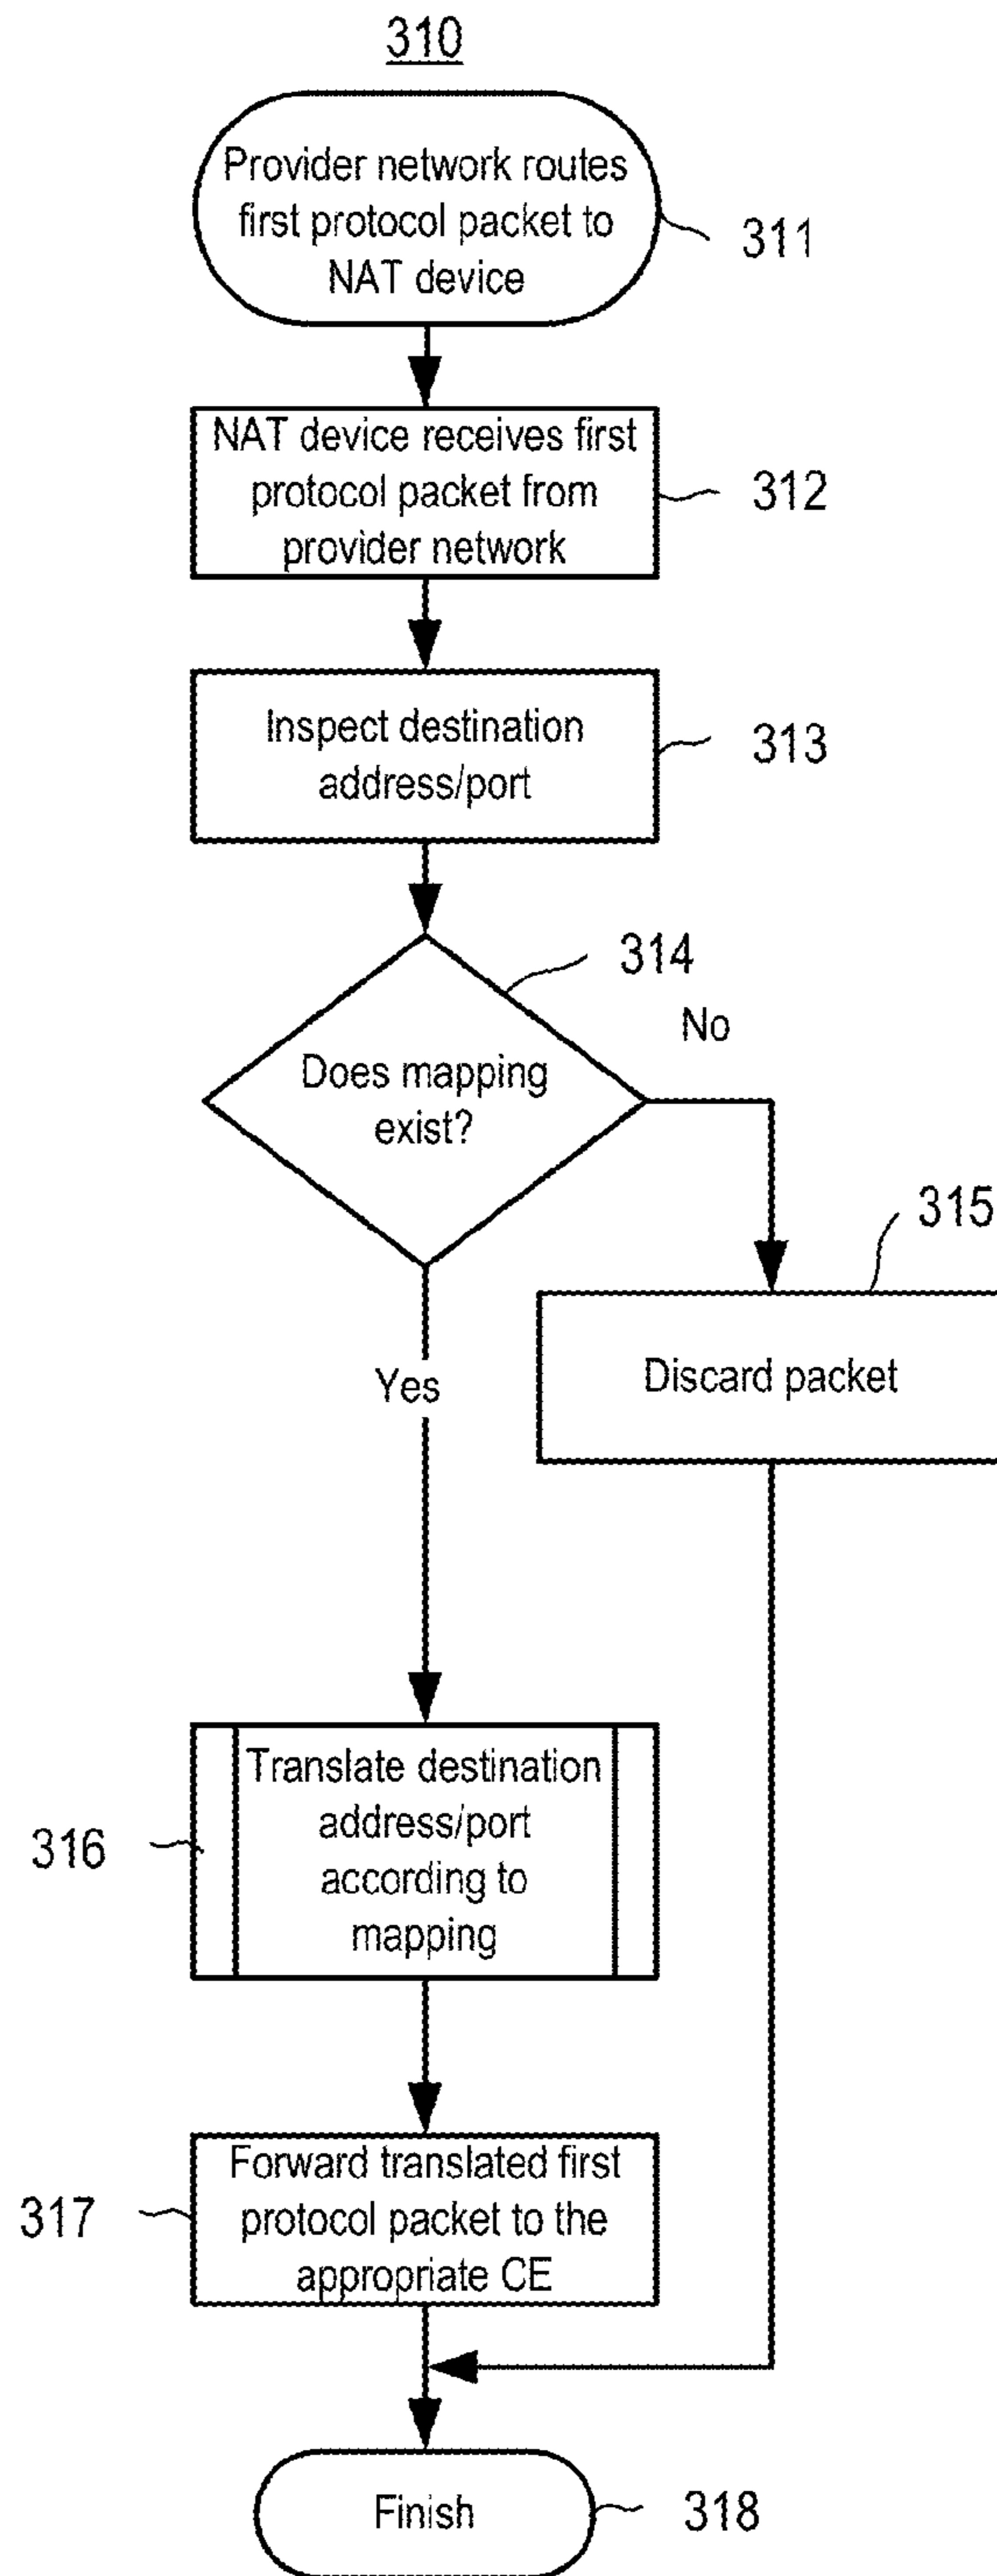 310
Provider network routes
first protocol packet to
NAT device
311
NAT device receives first
protocol packet from
provider network
312
Inspect destination
address/port
313
314
No
Does mapping
exist?
315
Discard packet
Yes
Translate destination
address/port
according to
mapping
316
Forward translated first
protocol packet to the
appropriate CE
317
Finish
318